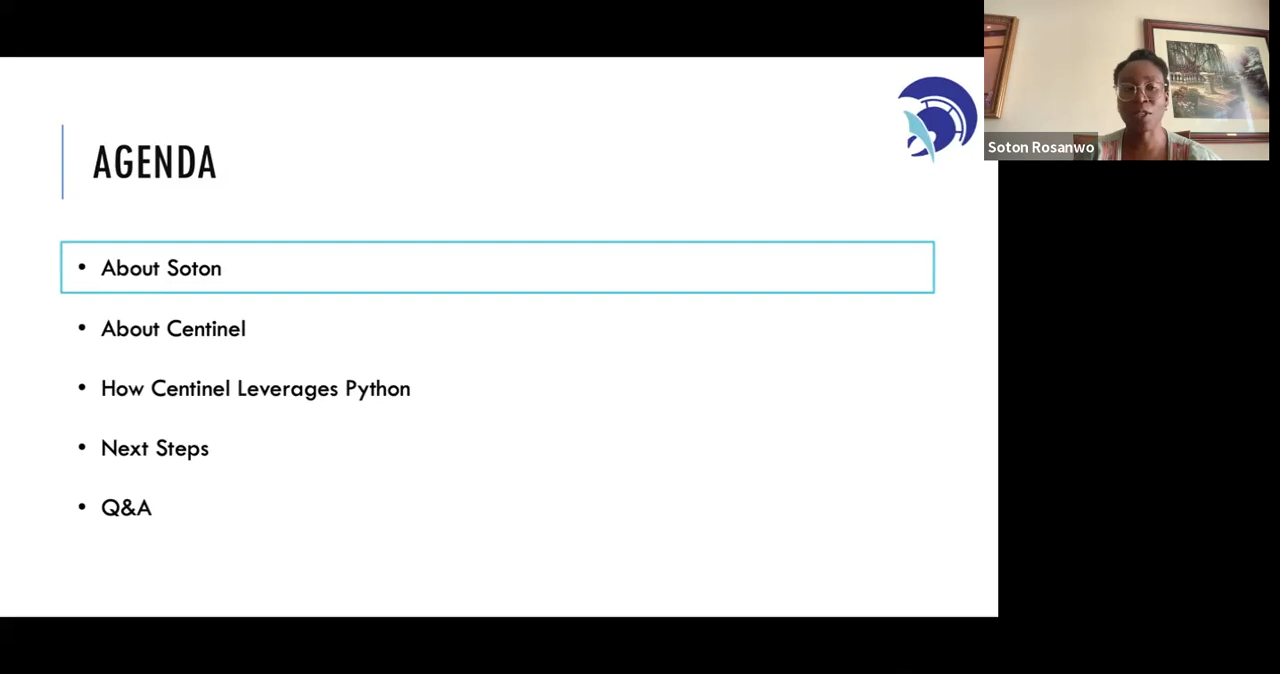 AGENDA
Soton Rosanwo
• About Soton
• About Centinel
• How Centinel Leverages Python
• Next Steps
• Q&A